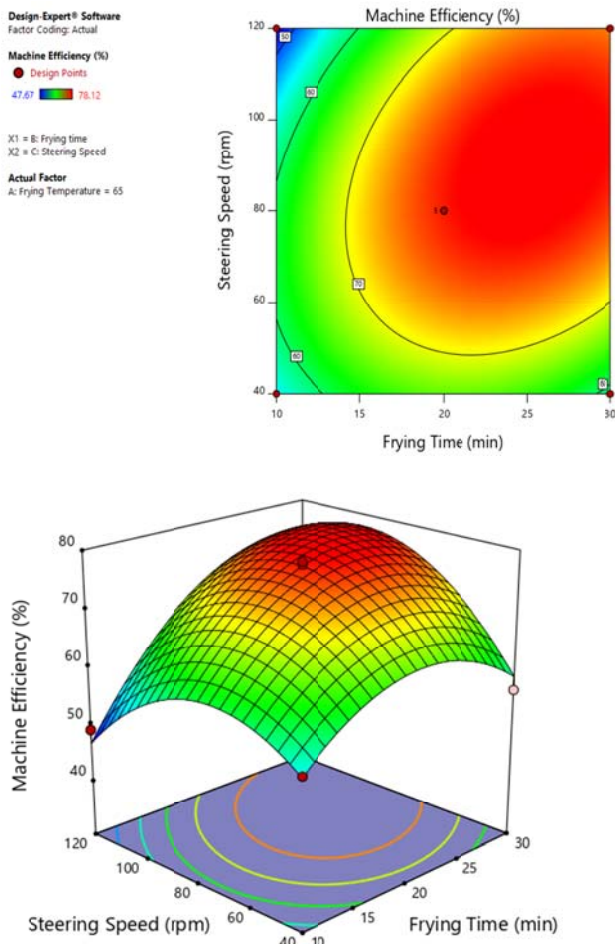 Design-Expert® Software
Factor Coding: Actual
Machine Efficiency (%)
Design Points
47.67 78.12
X1 = B: Frying time
X2 = C: Steering Speed
Actual Factor
A: Frying Temperature = 65
Machine Efficiency (%)
120
100
80
60
40
Steering Speed (rpm)
50
60
70
60
5
10
15
20
25
30
Frying Time (min)
80
70
60
50
40
Machine Efficiency (%)
120
100
80
60
40
Steering Speed (rpm)
10
15
20
25
30
Frying Time (min)